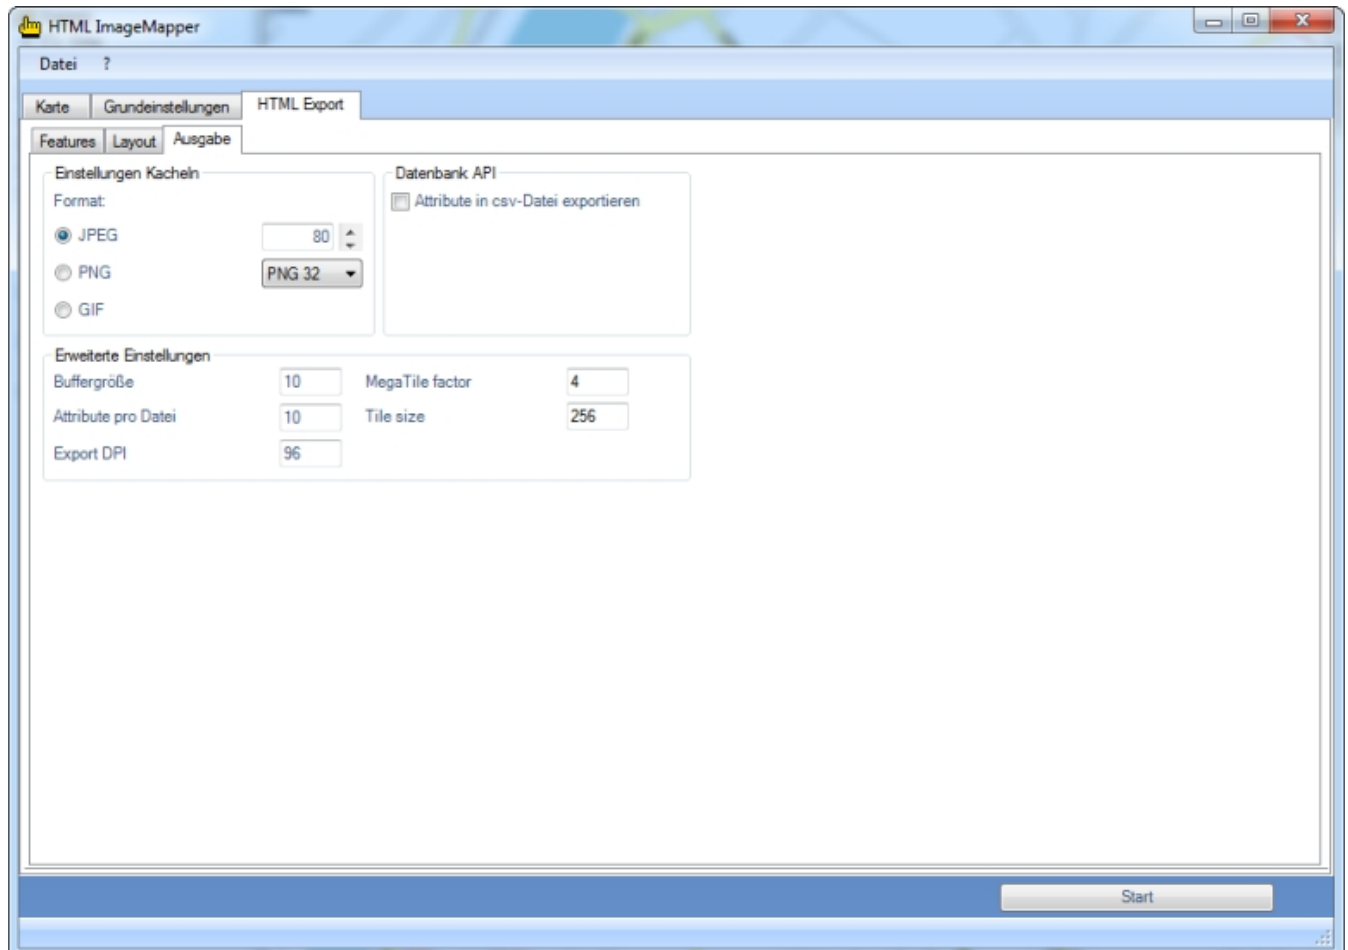 HTML ImageMapper
Datei ?
Karte Grundeinstellungen HTML Export
Features Layout Ausgabe
Einstellungen Kacheln
Format:
JPEG 80
PNG PNG 32
GIF
Datenbank API
Attribute in csv-Datei exportieren
Erweiterte Einstellungen
Buffergröße 10 MegaTile factor 4
Attribute pro Datei 10 Tile size 256
Export DPI 96
Start